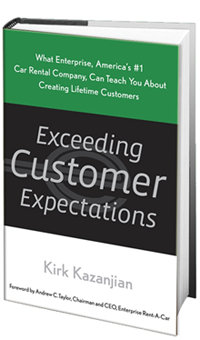 What Enterprise, America's #1
Car Rental Company, Can Teach You About
Creating Lifetime Customers
Exceeding
Customer
Expectations
Kirk Kazanjian
Foreword by Andrew C. Taylor, Chairman and CEO, Enterprise Rent-A-Car